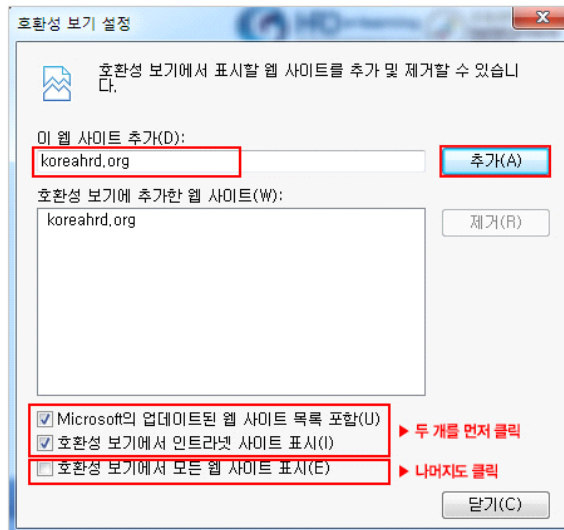 호환성 보기 설정
호환성 보기에서 표시할 웹 사이트를 추가 및 제거할 수 있습니
다.
이 웹 사이트 추가(D):
koreahrd.org
추가(A)
호환성 보기에 추가한 웹 사이트(W):
koreahrd.org
제거(R)
Microsoft의 업데이트된 웹 사이트 목록 포함(U)
호환성 보기에서 인트라넷 사이트 표시(I)
▶ 두 개를 먼저 클릭
호환성 보기에서 모든 웹 사이트 표시(E)
▶ 나머지도 클릭
닫기(C)